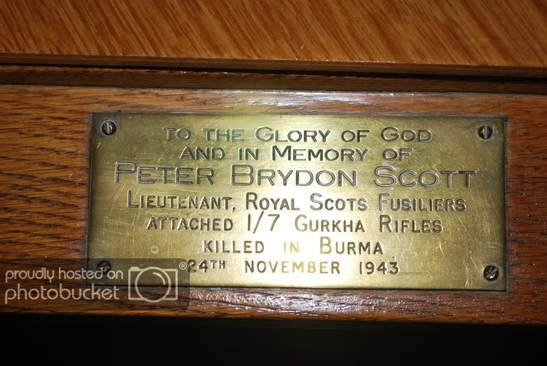 To the Glory of God
and in Memory of
Peter Brydon Scott
Lieutenant, Royal Scots Fusiliers
attached 1/7 Gurkha Rifles
killed in Burma
24th November 1943
proudly hosted on
photobucket